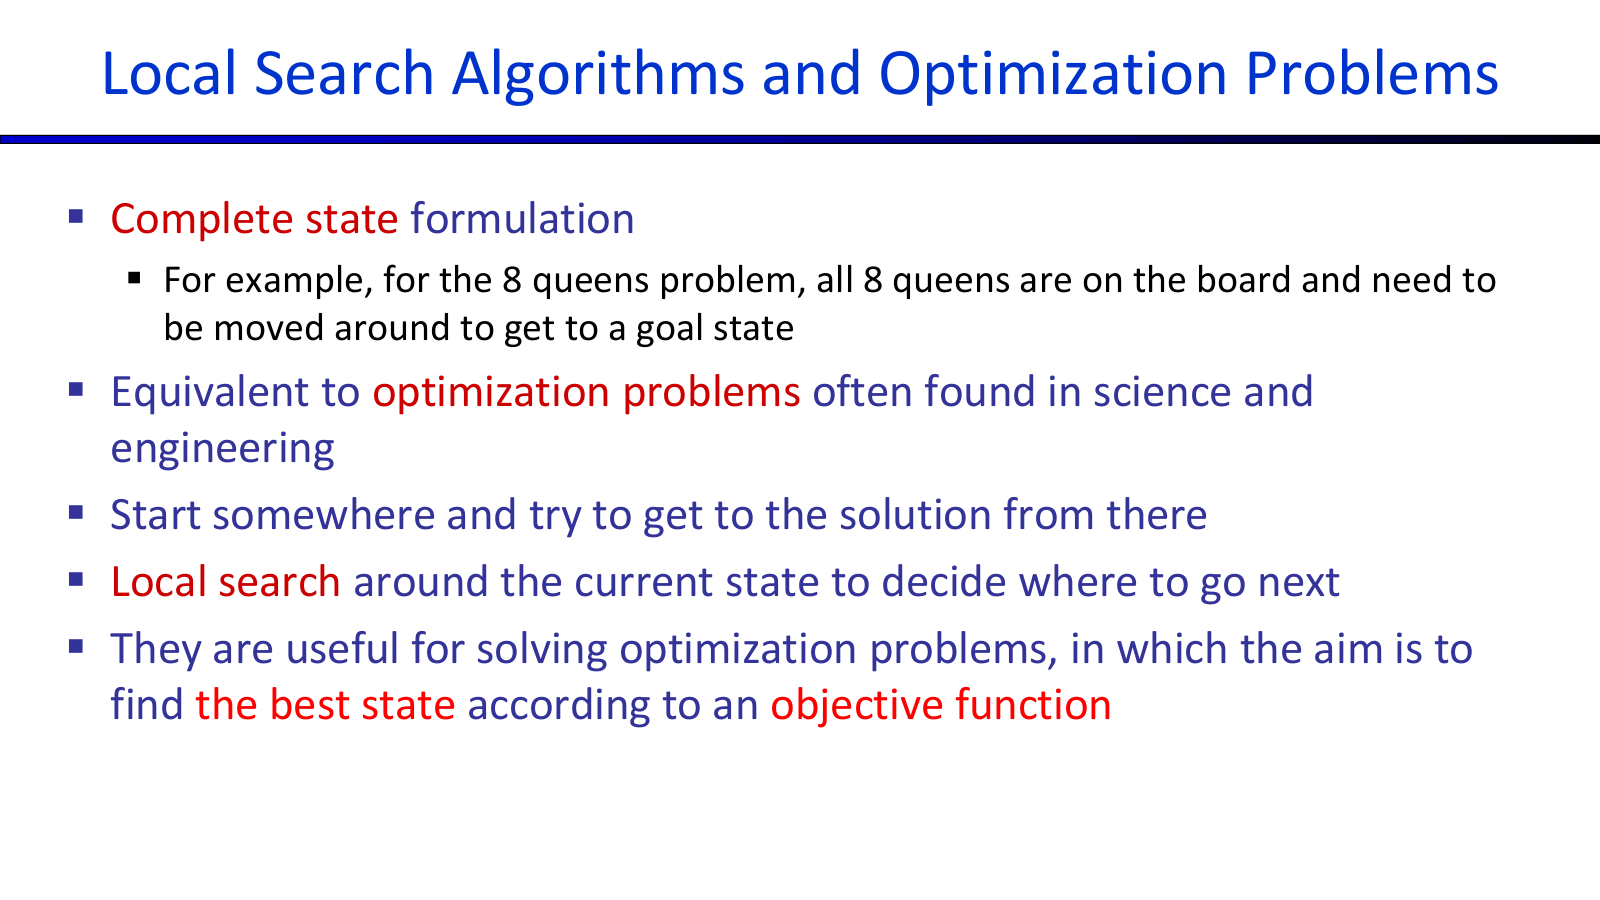 Local Search Algorithms and Optimization Problems
▪ Complete state formulation
▪ For example, for the 8 queens problem, all 8 queens are on the board and need to
be moved around to get to a goal state
▪ Equivalent to optimization problems often found in science and
engineering
▪ Start somewhere and try to get to the solution from there
▪ Local search around the current state to decide where to go next
▪ They are useful for solving optimization problems, in which the aim is to
find the best state according to an objective function